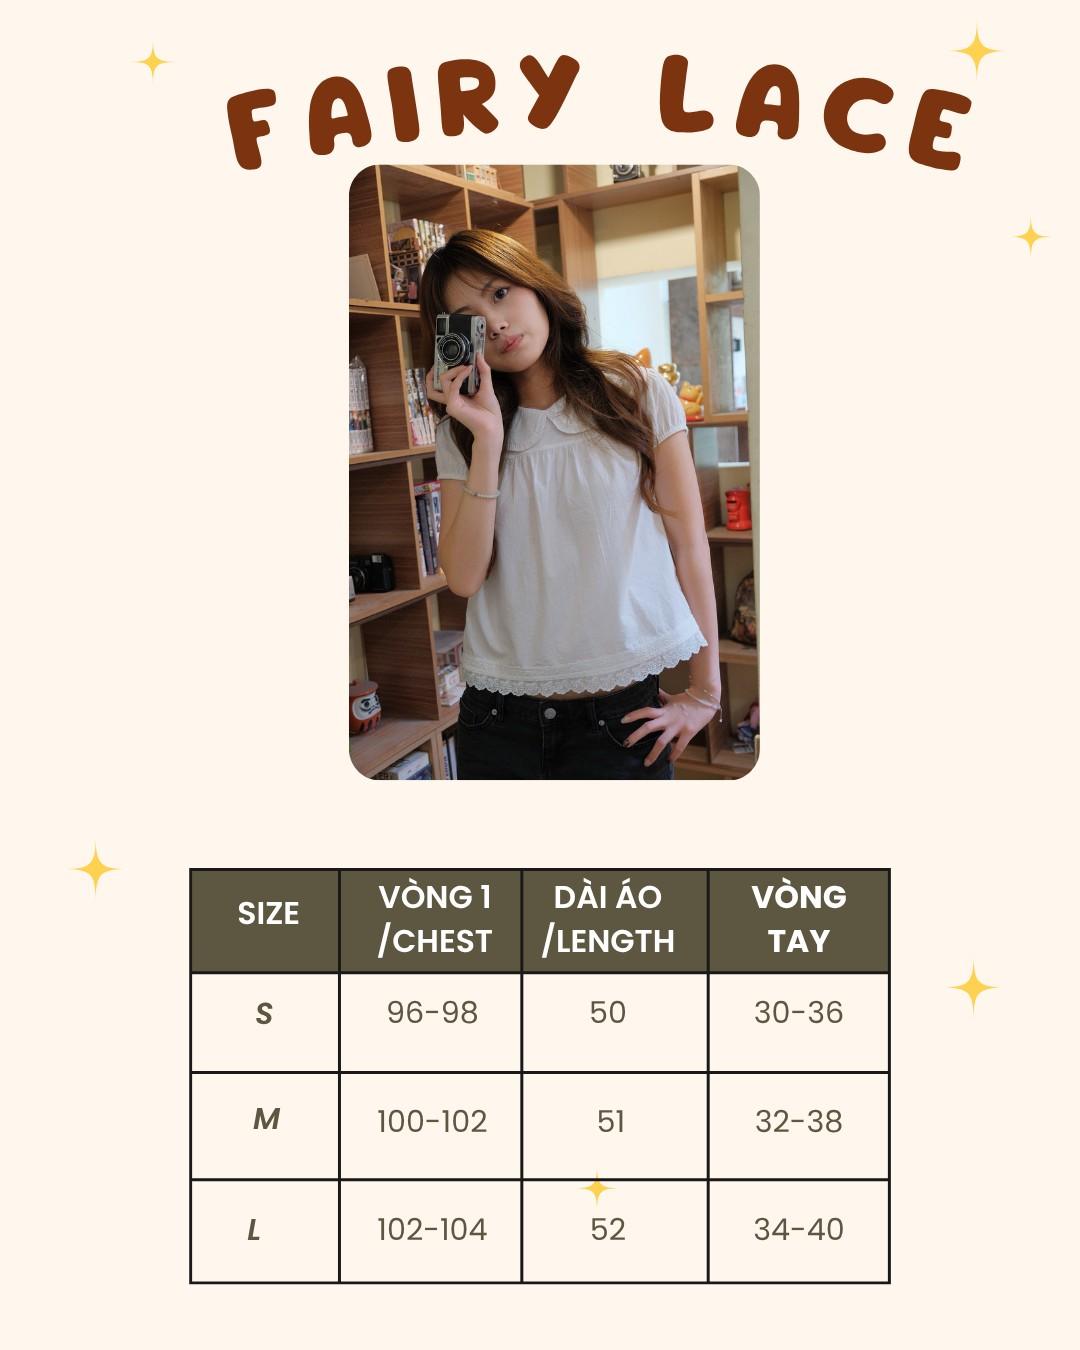 FAIRY LACE
SIZE
VÒNG 1
/CHEST
DÀI ÁO
/LENGTH
VÒNG
TAY
S
96-98
50
30-36
M
100-102
51
32-38
L
102-104
52
34-40